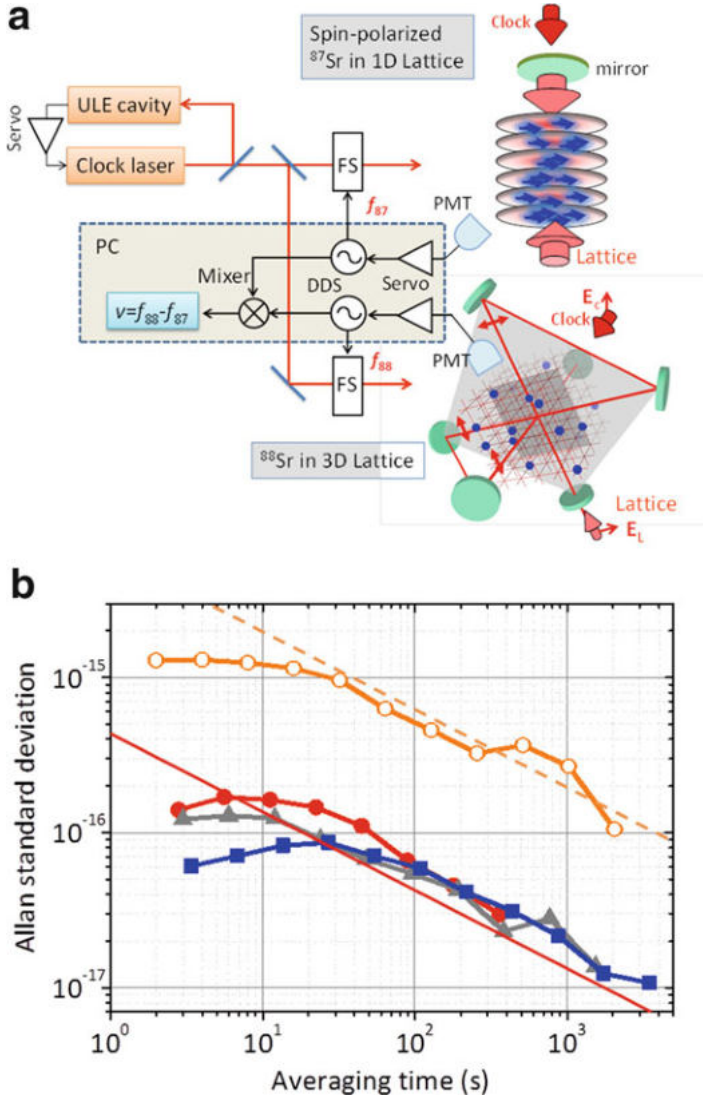 a
Spin-polarized
⁸⁷Sr in 1D Lattice
Clock
mirror
ULE cavity
Servo
Clock laser
FS
f₈₇
PMT
Lattice
PC
Mixer
DDS
Servo
ν=f₈₈-f₈₇
E_c
Clock
PMT
f₈₈
FS
⁸⁸Sr in 3D Lattice
Lattice
E_L
b
Allan standard deviation
10⁻¹⁵
10⁻¹⁶
10⁻¹⁷
10⁰ 10¹ 10² 10³
Averaging time (s)